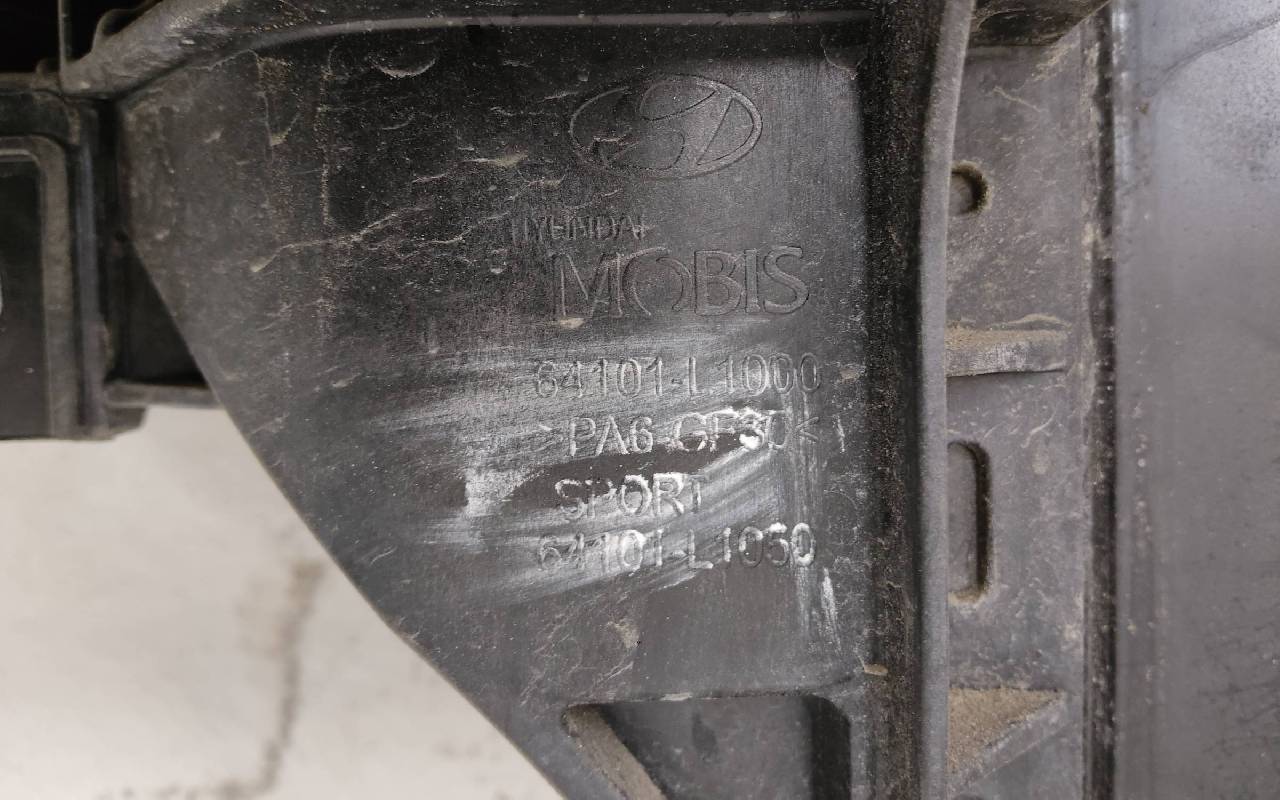 HYUNDAI
MOBIS
64101-L1000
>PA6-GF30<
SPORT
64101-L1050